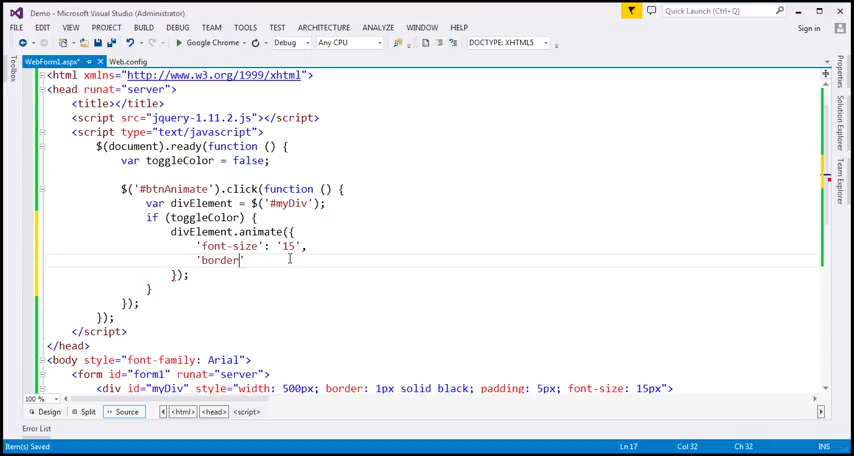 Demo - Microsoft Visual Studio (Administrator)
Quick Launch (Ctrl+Q)
FILE EDIT VIEW PROJECT BUILD DEBUG TEAM TOOLS TEST ARCHITECTURE ANALYZE WINDOW HELP
Sign in
Google Chrome Debug Any CPU DOCTYPE: XHTML5
WebForm1.aspx* Web.config
Toolbox
Properties
Solution Explorer
Team Explorer
<html xmlns="http://www.w3.org/1999/xhtml">
<head runat="server">
<title></title>
<script src="jquery-1.11.2.js"></script>
<script type="text/javascript">
$(document).ready(function () {
var toggleColor = false;
$('#btnAnimate').click(function () {
var divElement = $('#myDiv');
if (toggleColor) {
divElement.animate({
'font-size': '15',
'border'
});
}
});
});
</script>
</head>
<body style="font-family: Arial">
<form id="form1" runat="server">
<div id="myDiv" style="width: 500px; border: 1px solid black; padding: 5px; font-size: 15px">
100 %
Design Split Source <html> <head> <script>
Error List
Item(s) Saved Ln 17 Col 32 Ch 32 INS